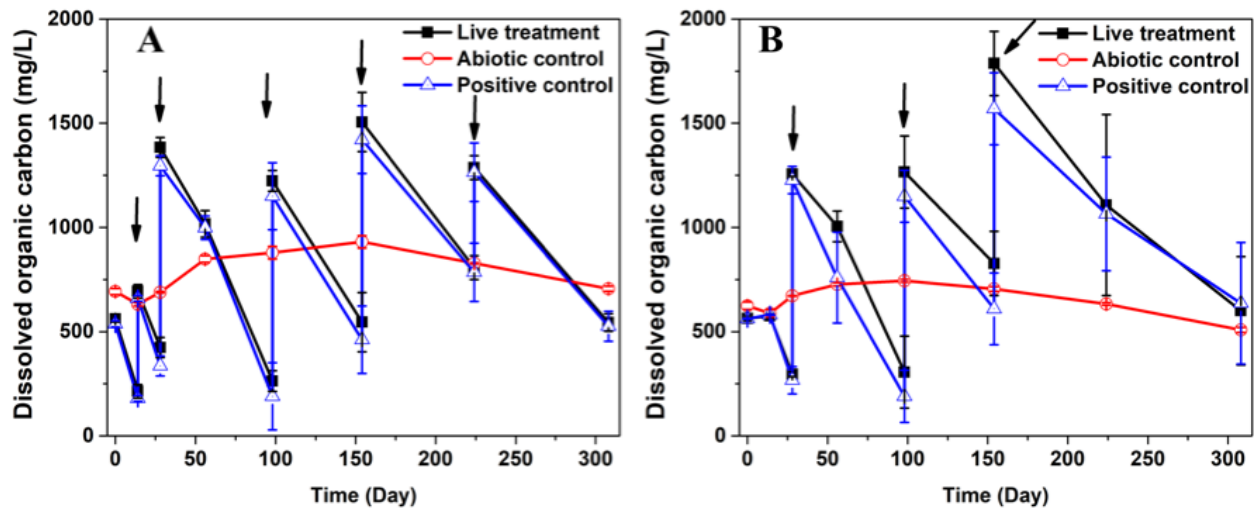 A
Live treatment
Abiotic control
Positive control
Dissolved organic carbon (mg/L)
2000
1500
1000
500
0
0 50 100 150 200 250 300
Time (Day)
B
Live treatment
Abiotic control
Positive control
Dissolved organic carbon (mg/L)
2000
1500
1000
500
0
0 50 100 150 200 250 300
Time (Day)